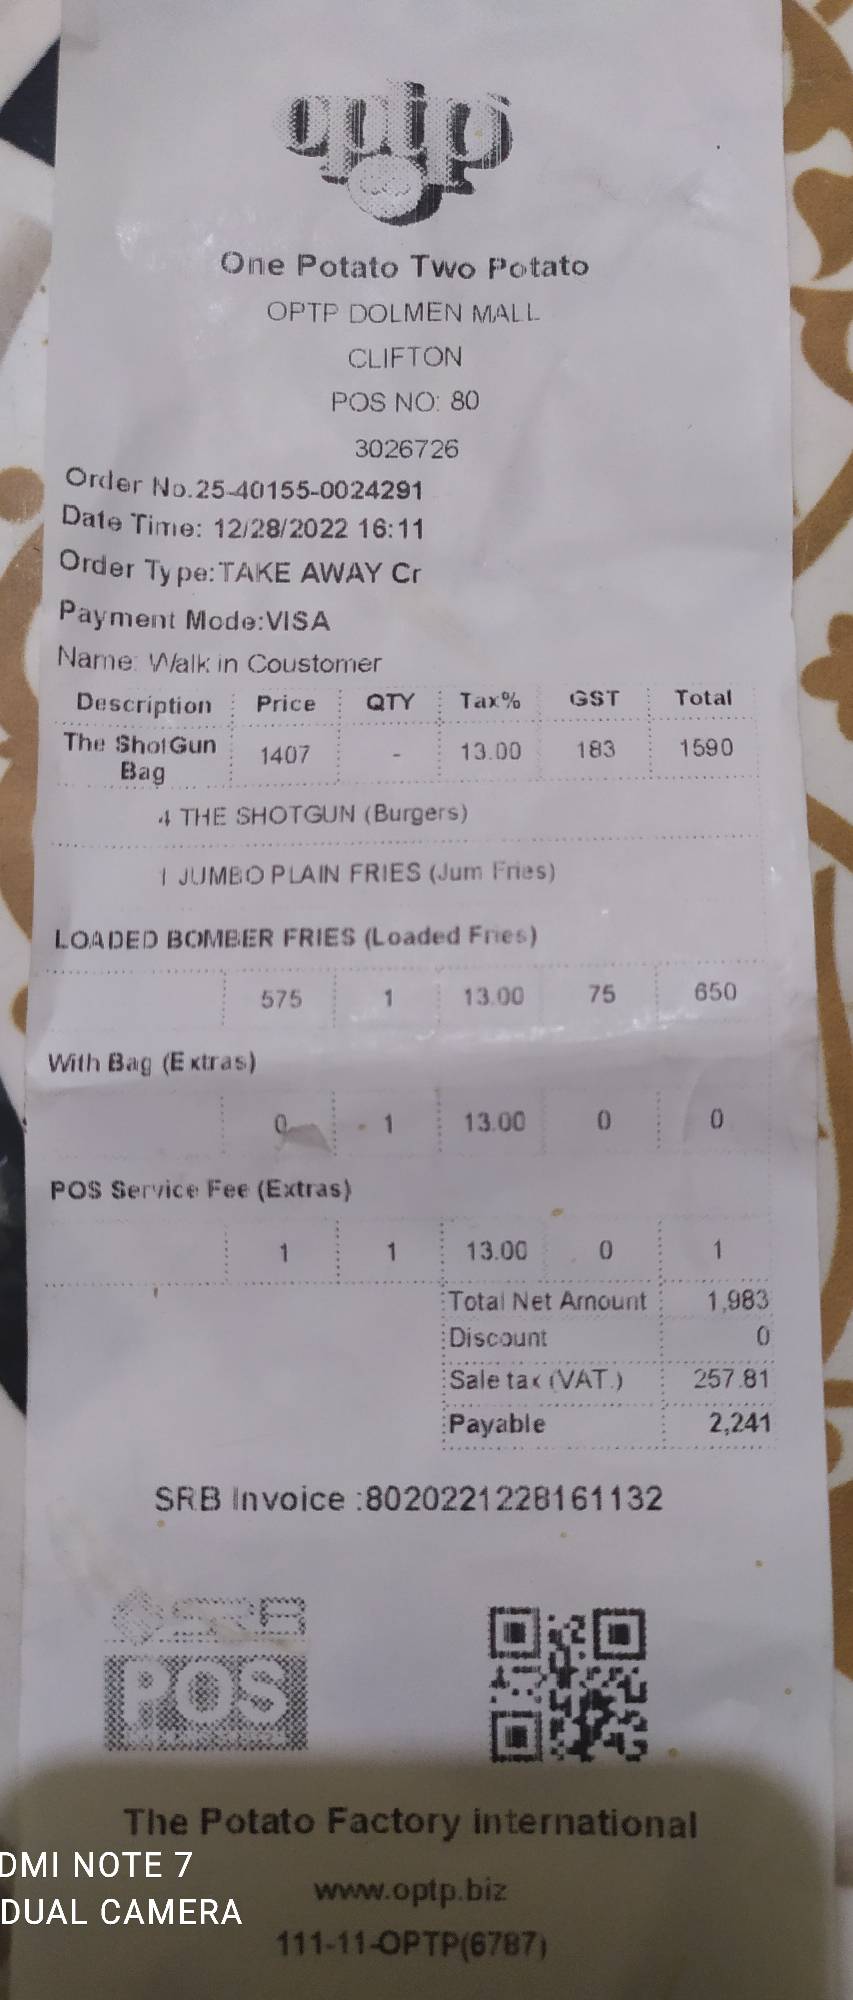 optp
One Potato Two Potato
OPTP DOLMEN MALL
CLIFTON
POS NO: 80
3026726
Order No.25-40155-0024291
Date Time: 12/28/2022 16:11
Order Type:TAKE AWAY Cr
Payment Mode:VISA
Name: Walk in Coustomer
Description Price QTY Tax% GST Total
The ShotGun Bag 1407 - 13.00 183 1590
4 THE SHOTGUN (Burgers)
1 JUMBO PLAIN FRIES (Jum Fries)
LOADED BOMBER FRIES (Loaded Fries)
575 1 13.00 75 650
With Bag (Extras)
0 1 13.00 0 0
POS Service Fee (Extras)
1 1 13.00 0 1
Total Net Amount 1,983
Discount 0
Sale tax (VAT.) 257.81
Payable 2,241
SRB Invoice :8020221228161132
SRB
POS
The Potato Factory international
www.optp.biz
111-11-OPTP(6787)
DMI NOTE 7
DUAL CAMERA